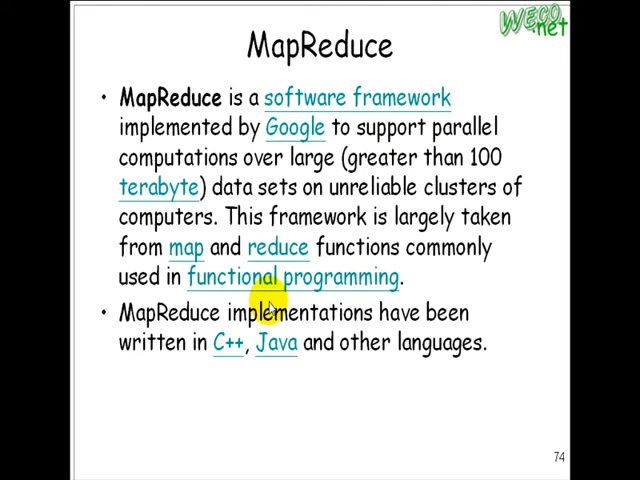 WECO
.net
MapReduce
• MapReduce is a software framework
implemented by Google to support parallel
computations over large (greater than 100
terabyte) data sets on unreliable clusters of
computers. This framework is largely taken
from map and reduce functions commonly
used in functional programming.
• MapReduce implementations have been
written in C++, Java and other languages.
74